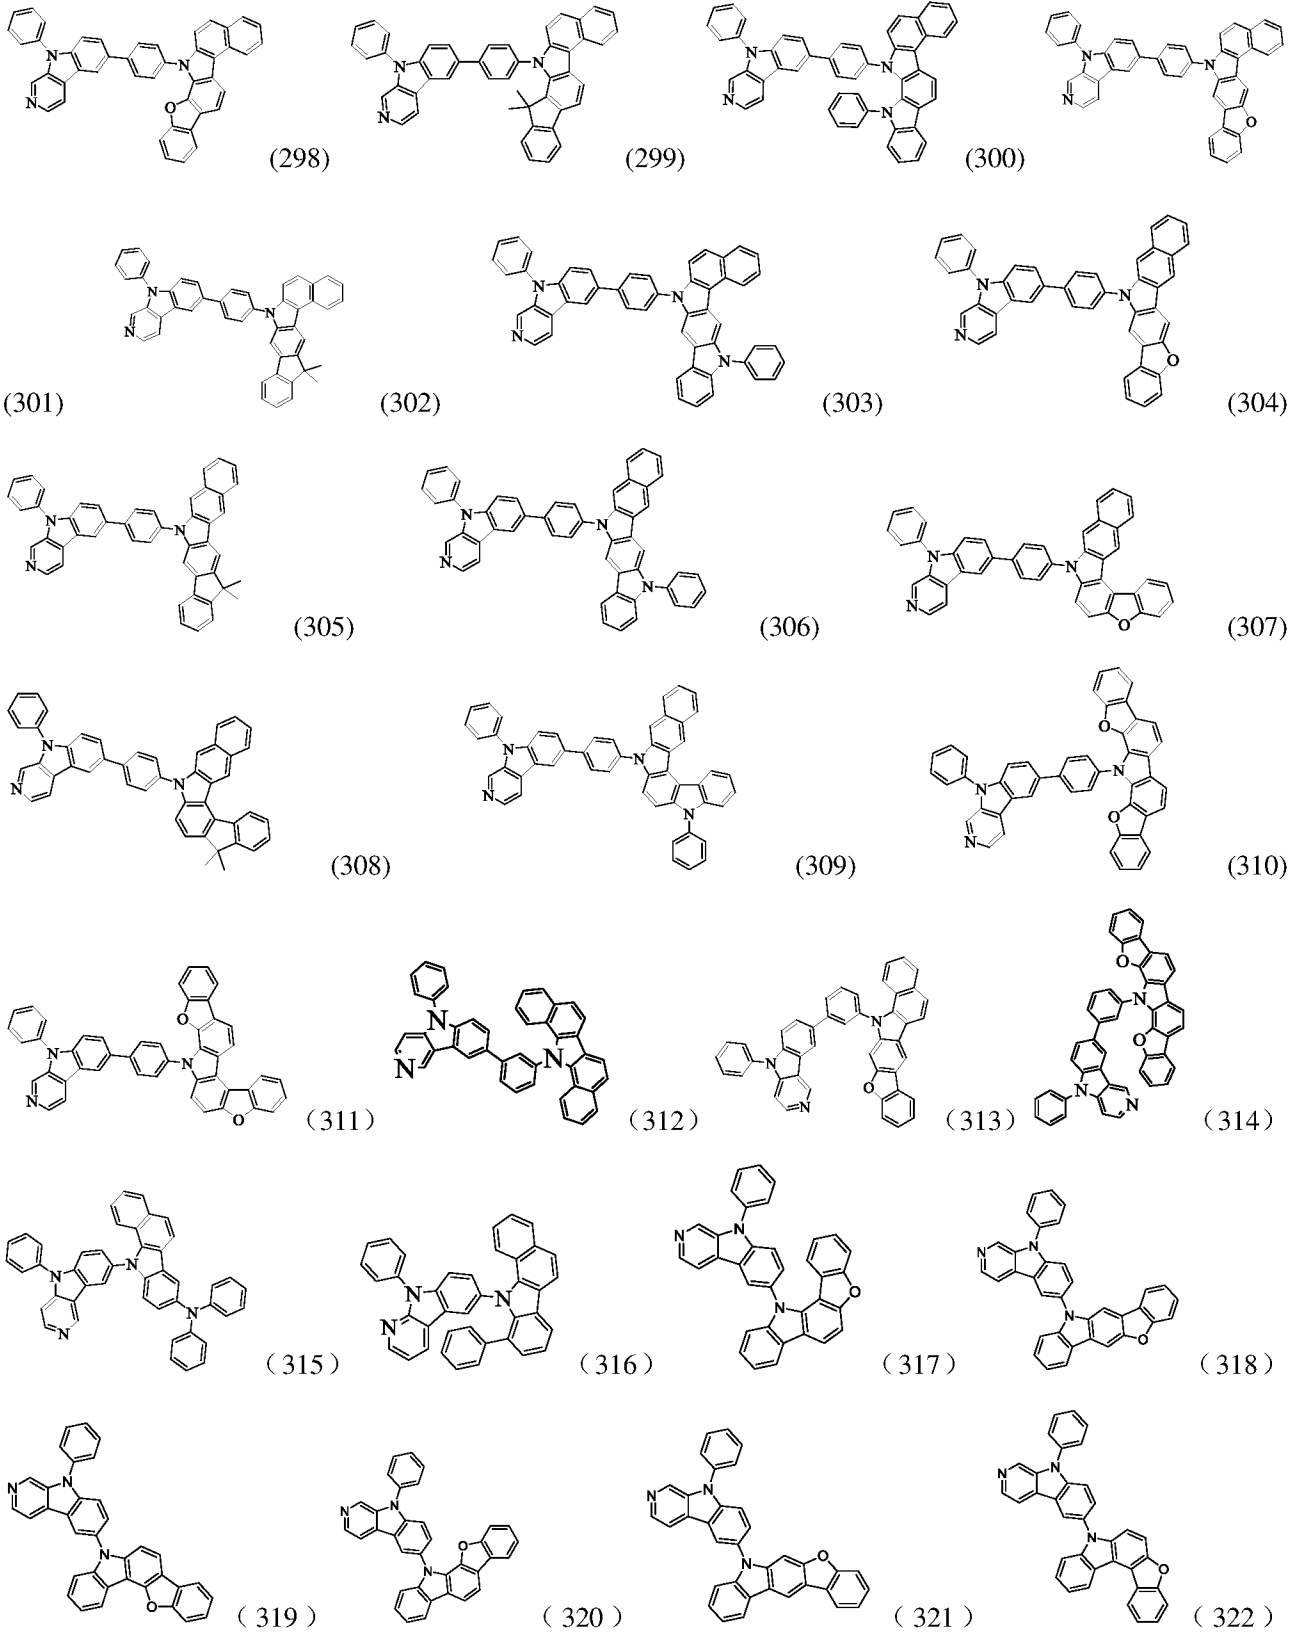 N N N O (298)
N N N (299)
N N N N (300)
N N N O
(301)
N N N (302)
N N N N (303)
N N N O (304)
N N N (305)
N N N N (306)
N N N O (307)
N N N (308)
N N N N (309)
N N N O O (310)
N N N O O （311）
N N N （312）
N N N O （313）
N N N O O （314）
N N N N （315）
N N N （316）
N N N O （317）
N N N O （318）
N N N O （319）
N N N O （320）
N N N O （321）
N N N O （322）